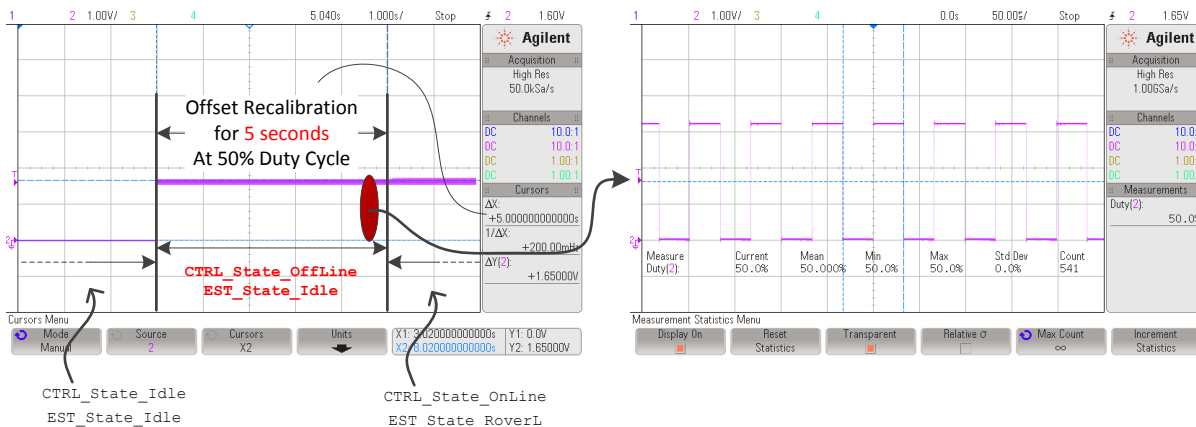 1 2 1.00V/ 3 4 5.040s 1.000s/ Stop 2 1.60V
Agilent
Acquisition
High Res
50.0kSa/s
Channels
DC 10.0:1
DC 10.0:1
DC 1.00:1
DC 1.00:1
Cursors
ΔX:
+5.000000000000s
1/ΔX:
+200.00mHz
ΔY(2):
+1.65000V
Offset Recalibration
for 5 seconds
At 50% Duty Cycle
CTRL_State_OffLine
EST_State_Idle
T
2
Cursors Menu
Mode
Manual
Source
2
Cursors
X2
Units
X1: 3.020000000000s Y1: 0.0V
X2: 8.020000000000s Y2: 1.65000V
CTRL_State_Idle
EST_State_Idle
CTRL_State_OnLine
EST State RoverL
1 2 1.00V/ 3 4 0.0s 50.00%/ Stop 2 1.65V
Agilent
Acquisition
High Res
1.00GSa/s
Channels
DC 10.0:
DC 10.0:
DC 1.00:
DC 1.00:
Measurements
Duty(2):
50.0%
T
2
Measure Current Mean Min Max Std Dev Count
Duty(2): 50.0% 50.000% 50.0% 50.0% 0.0% 541
Measurement Statistics Menu
Display On
Reset
Statistics
Transparent
Relative σ
Max Count
∞
Increment
Statistics